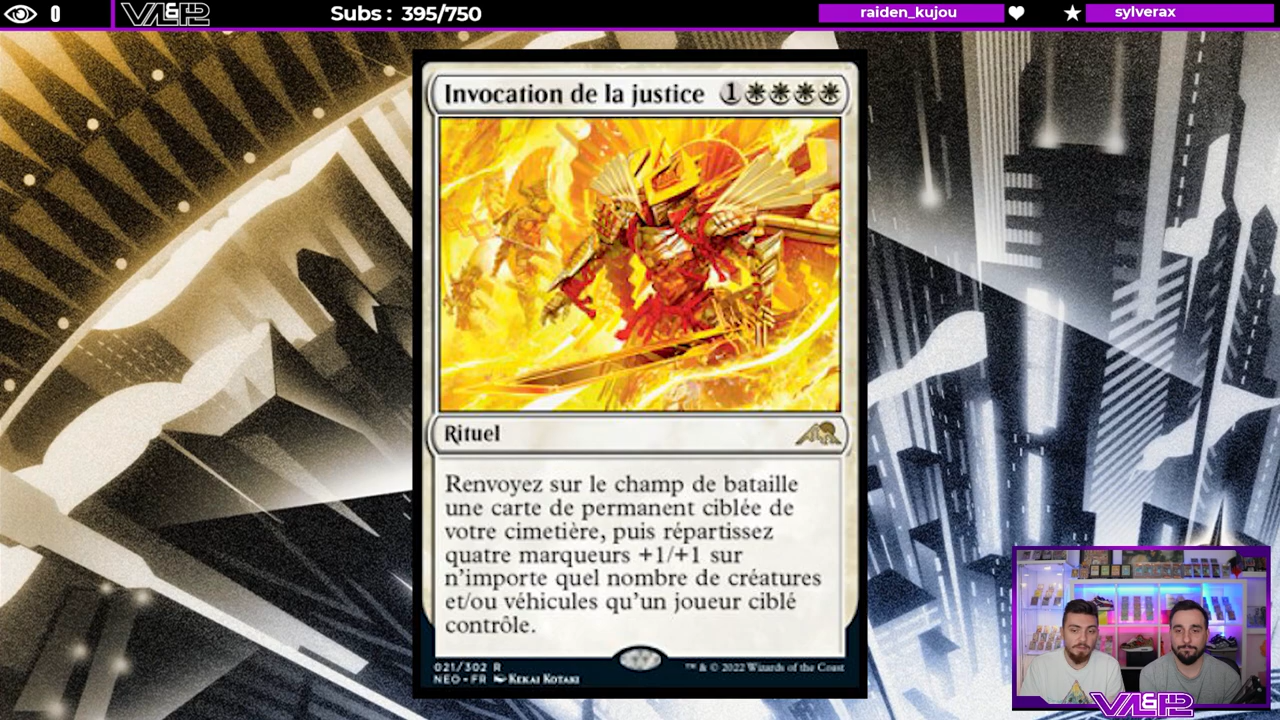 0
VAL&PL
Subs : 395/750
raiden_kujou
sylverax
Invocation de la justice 1
Rituel
Renvoyez sur le champ de bataille
une carte de permanent ciblée de
votre cimetière, puis répartissez
quatre marqueurs +1/+1 sur
n'importe quel nombre de créatures
et/ou véhicules qu'un joueur ciblé
contrôle.
021/302 R
NEO • FR KEKAI KOTAKI
™ & © 2022 Wizards of the Coast